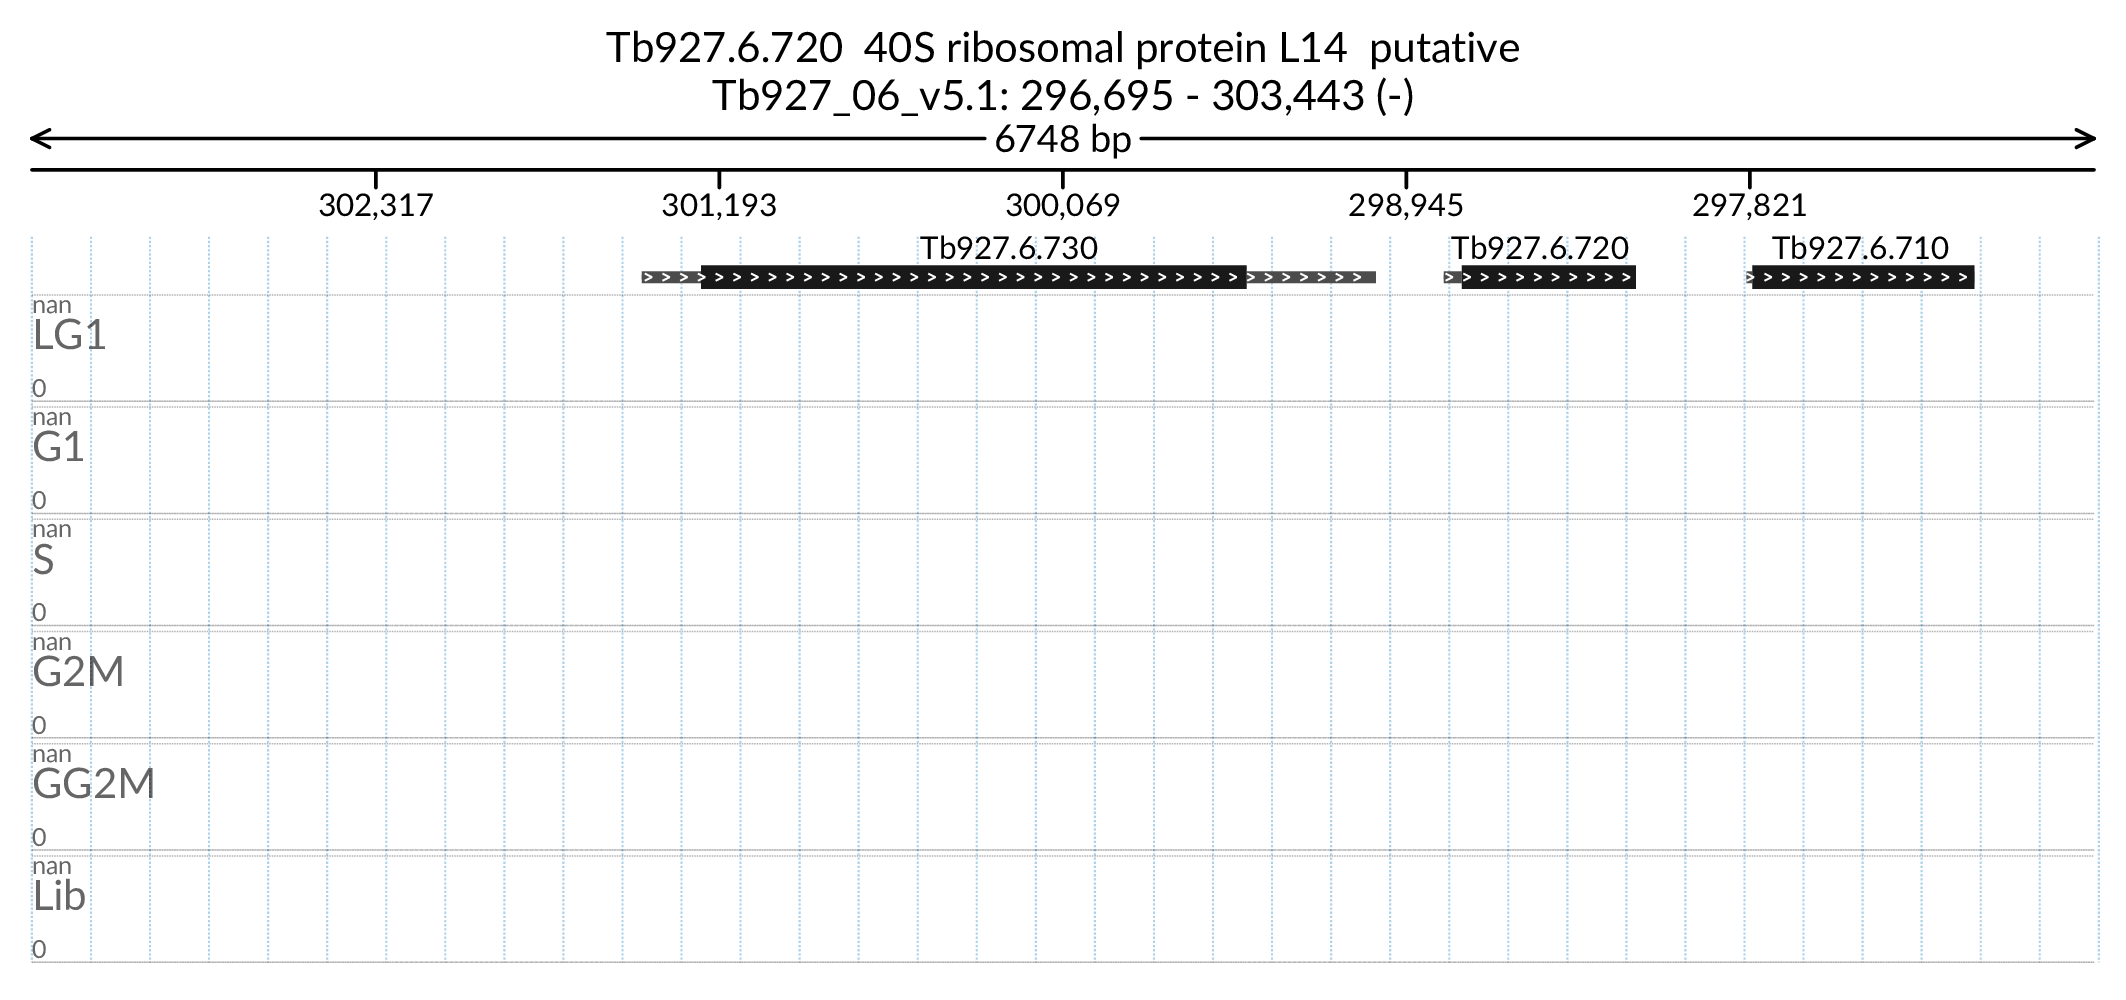 Tb927.6.720 40S ribosomal protein L14 putative
Tb927_06_v5.1: 296,695 - 303,443 (-)
6748 bp
302,317 301,193 300,069 298,945 297,821
Tb927.6.730 Tb927.6.720 Tb927.6.710
nan
LG1
0
nan
G1
0
nan
S
0
nan
G2M
0
nan
GG2M
0
nan
Lib
0